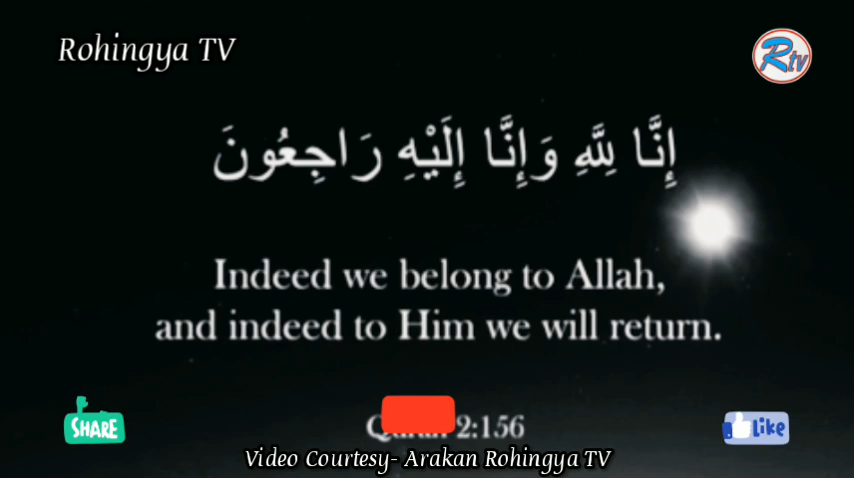 Rohingya TV
Rtv
إِنَّا لِلَّهِ وَإِنَّا إِلَيْهِ رَاجِعُونَ
Indeed we belong to Allah,
and indeed to Him we will return.
2:156
SHARE
Like
Video Courtesy- Arakan Rohingya TV